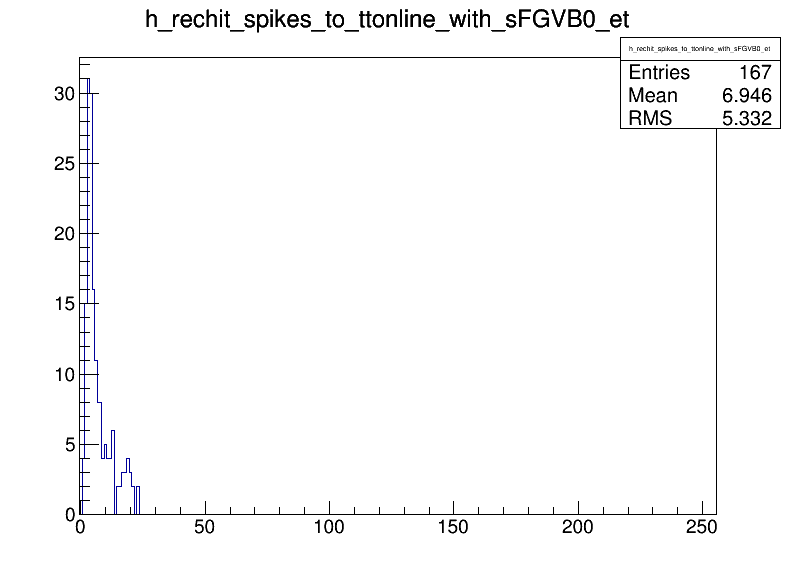 h_rechit_spikes_to_ttonline_with_sFGVB0_et
h_rechit_spikes_to_ttonline_with_sFGVB0_et
Entries 167
Mean 6.946
RMS 5.332
30
25
20
15
10
5
0
0 50 100 150 200 250